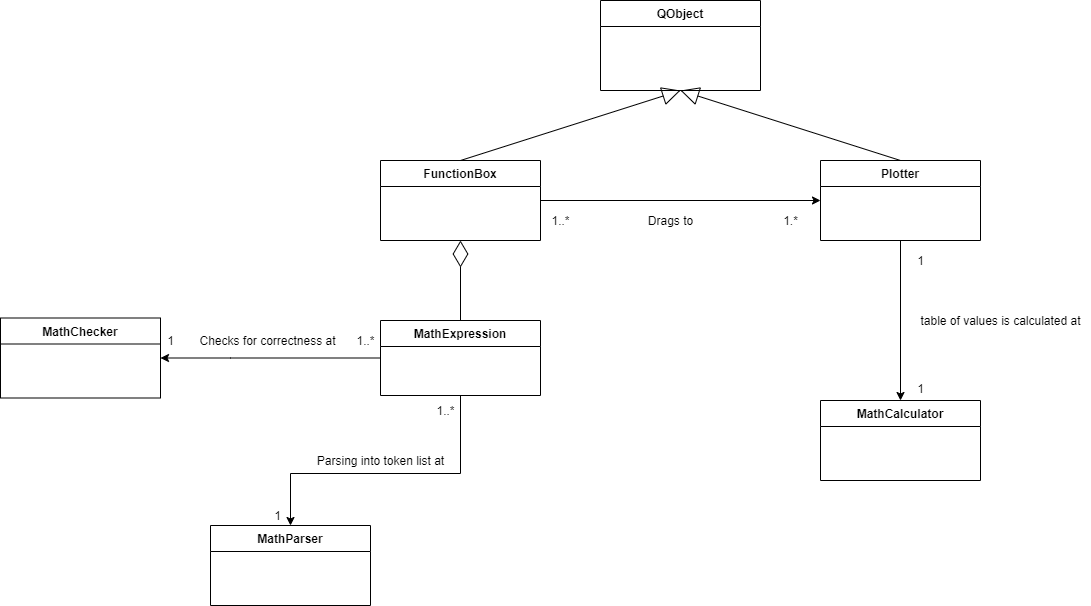 QObject
FunctionBox
Plotter
1..*
Drags to
1.*
1
table of values is calculated at
1
MathChecker
1
Checks for correctness at
1..*
MathExpression
1..*
Parsing into token list at
1
MathParser
MathCalculator